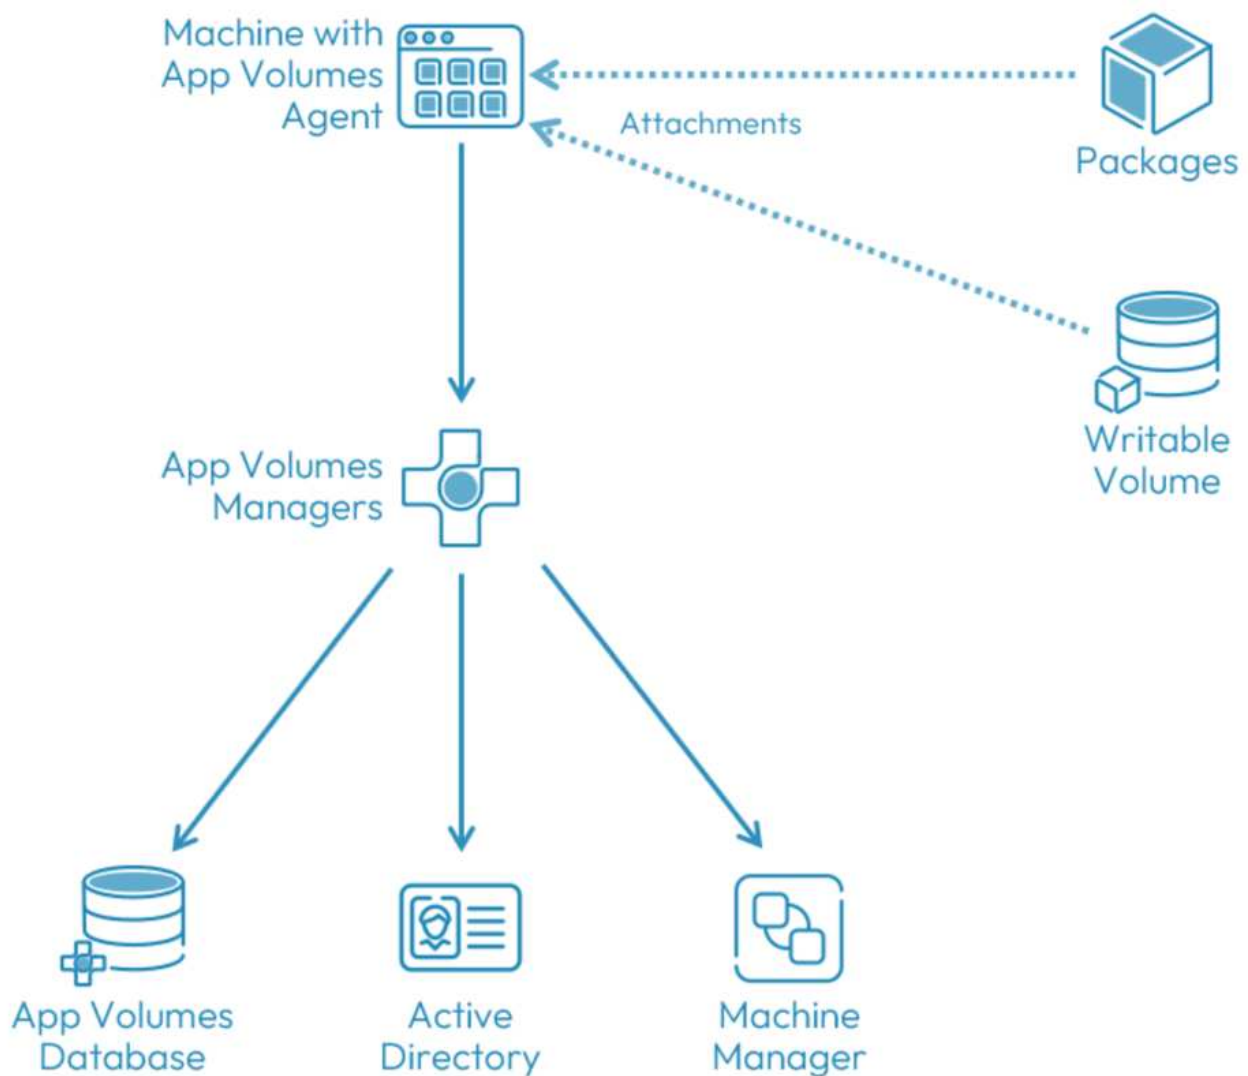 Machine with
App Volumes
Agent
Attachments
Packages
Writable
Volume
App Volumes
Managers
App Volumes
Database
Active
Directory
Machine
Manager